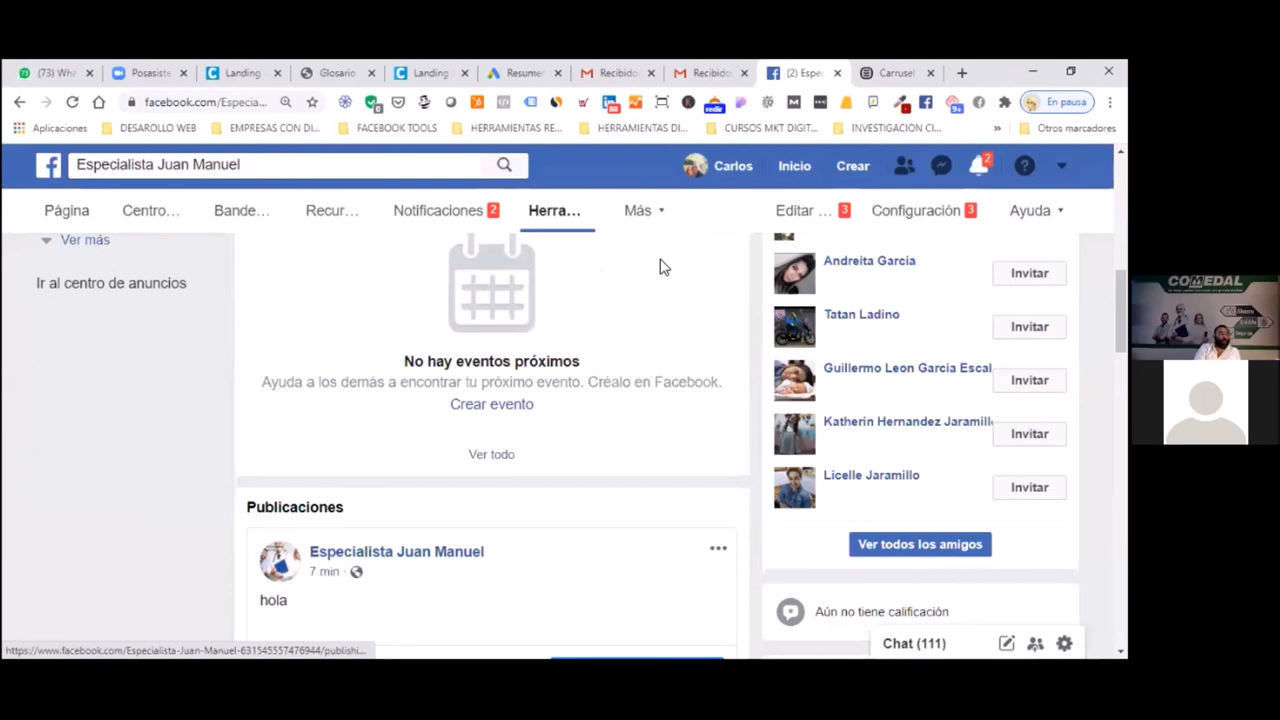 (73) Wha
Posasiste
Landing
Glosario
Landing
Resumen
Recibido
Recibido
(2) Espe
Carrusel
facebook.com/Especia...
88
redir
9+
En pausa
Aplicaciones
DESAROLLO WEB
EMPRESAS CON DI...
FACEBOOK TOOLS
HERRAMIENTAS RE...
HERRAMIENTAS DI...
CURSOS MKT DIGIT...
INVESTIGACION CI...
»
Otros marcadores
Especialista Juan Manuel
Carlos
Inicio
Crear
2
Página
Centro...
Bande...
Recur...
Notificaciones 2
Herra...
Más
Editar ... 3
Configuración 3
Ayuda
Ver más
Ir al centro de anuncios
No hay eventos próximos
Ayuda a los demás a encontrar tu próximo evento. Créalo en Facebook.
Crear evento
Ver todo
Publicaciones
Especialista Juan Manuel
7 min ·
hola
Andreita Garcia
Invitar
Tatan Ladino
Invitar
Guillermo Leon Garcia Escal
Invitar
Katherin Hernandez Jaramill
Invitar
Licelle Jaramillo
Invitar
Ver todos los amigos
Aún no tiene calificación
Chat (111)
https://www.facebook.com/Especialista-Juan-Manuel-631545557476944/publishi...
COMEDAL